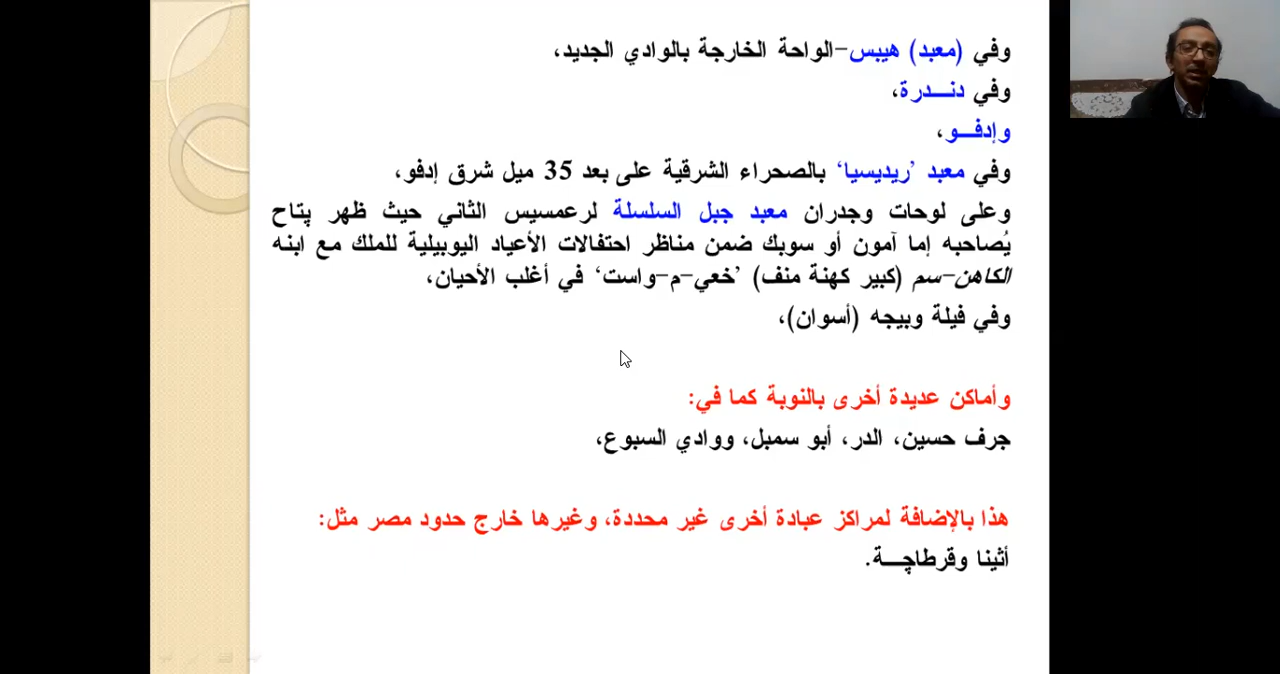 وفي (معبد) هيبس-الواحة الخارجة بالوادي الجديد،
وفي دنـــدرة،
وإدفـــو،
وفي معبد ’ريديسيا‘ بالصحراء الشرقية على بعد 35 ميل شرق إدفو،
وعلى لوحات وجدران معبد جبل السلسلة لرعمسيس الثاني حيث ظهر پتاح
يُصاحبه إما آمون أو سوبك ضمن مناظر احتفالات الأعياد اليوبيلية للملك مع ابنه
الكاهن-سم (كبير كهنة منف) ’خعي-م-واست‘ في أغلب الأحيان،
وفي فيلة وبيجه (أسوان)،
وأماكن عديدة أخرى بالنوبة كما في:
جرف حسين، الدر، أبو سمبل، ووادي السبوع،
هذا بالإضافة لمراكز عبادة أخرى غير محددة، وغيرها خارج حدود مصر مثل:
أثينا وقرطاچـــة.